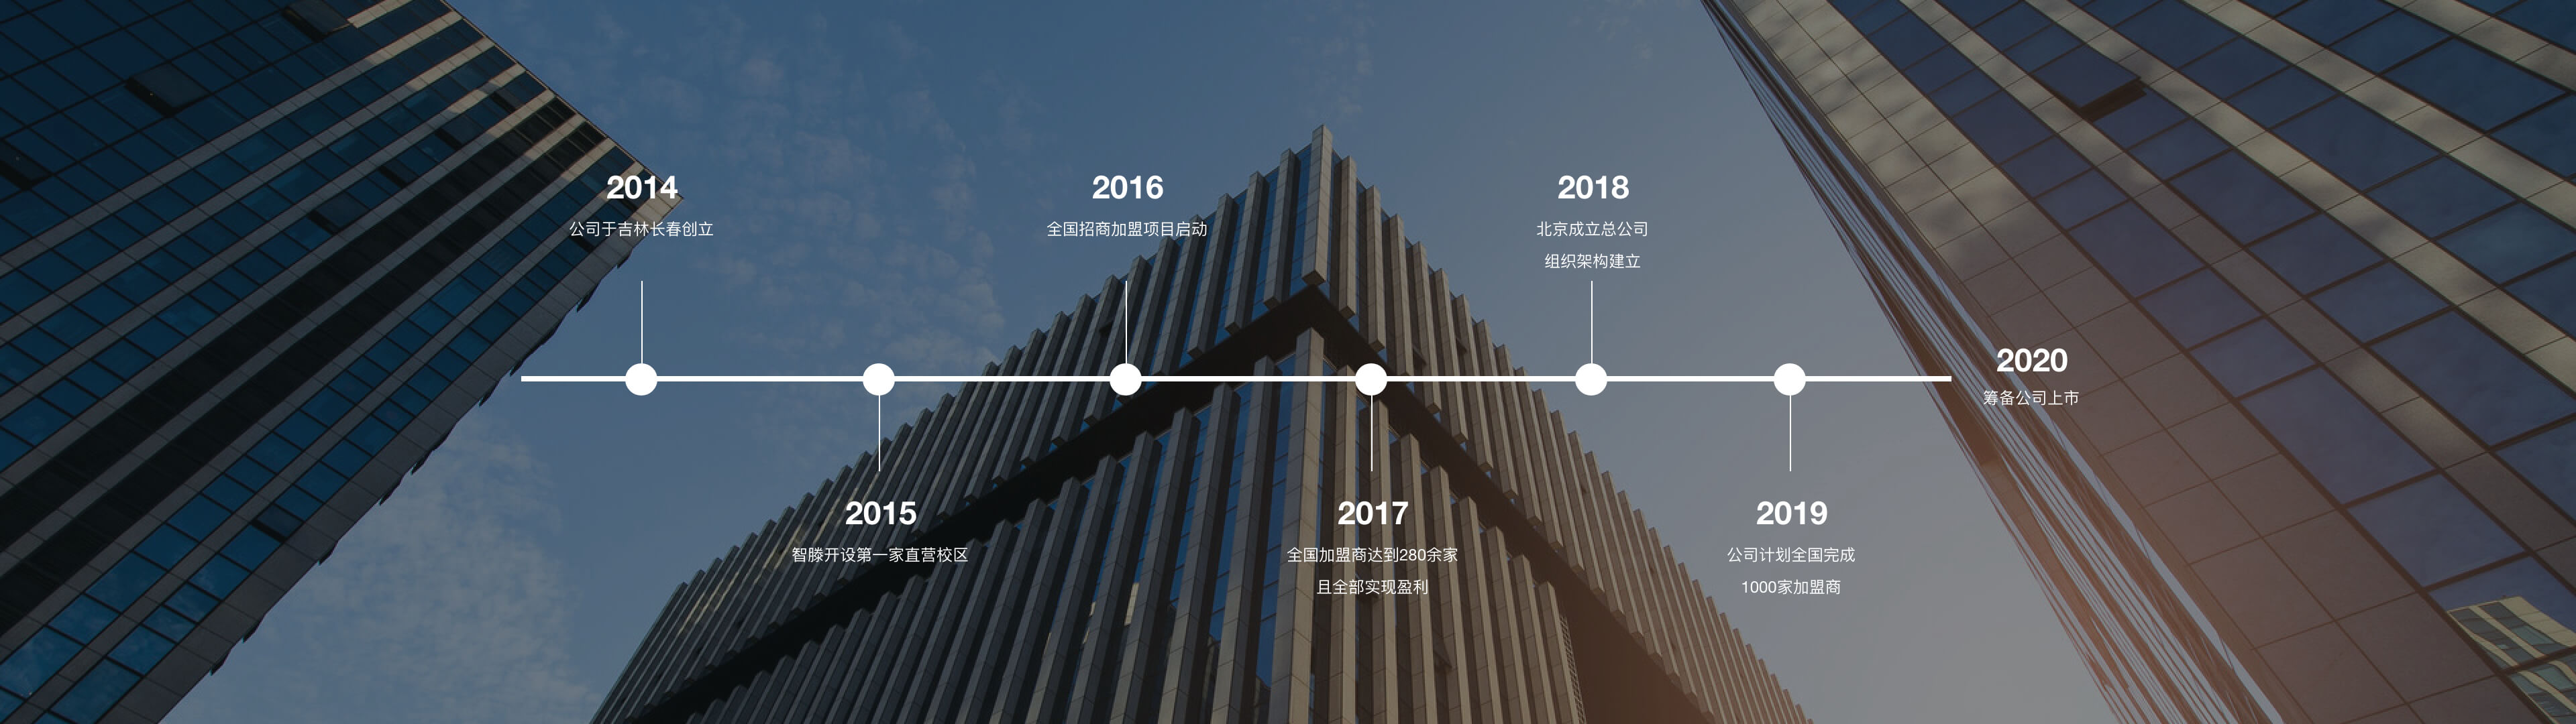 2014
公司于吉林长春创立
2015
智滕开设第一家直营校区
2016
全国招商加盟项目启动
2017
全国加盟商达到280余家
且全部实现盈利
2018
北京成立总公司
组织架构建立
2019
公司计划全国完成
1000家加盟商
2020
筹备公司上市